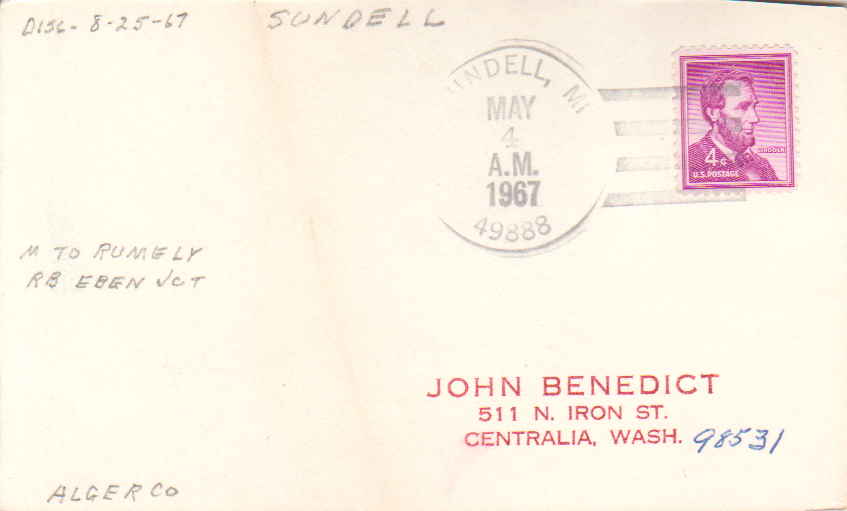 DISC- 8-25-67
SUNDELL
UNDELL, MI
MAY
4
A.M.
1967
49888
LINCOLN
4¢
U.S. POSTAGE
M TO RUMELY
RB EBEN JCT
JOHN BENEDICT
511 N. IRON ST.
CENTRALIA, WASH. 98531
ALGER CO